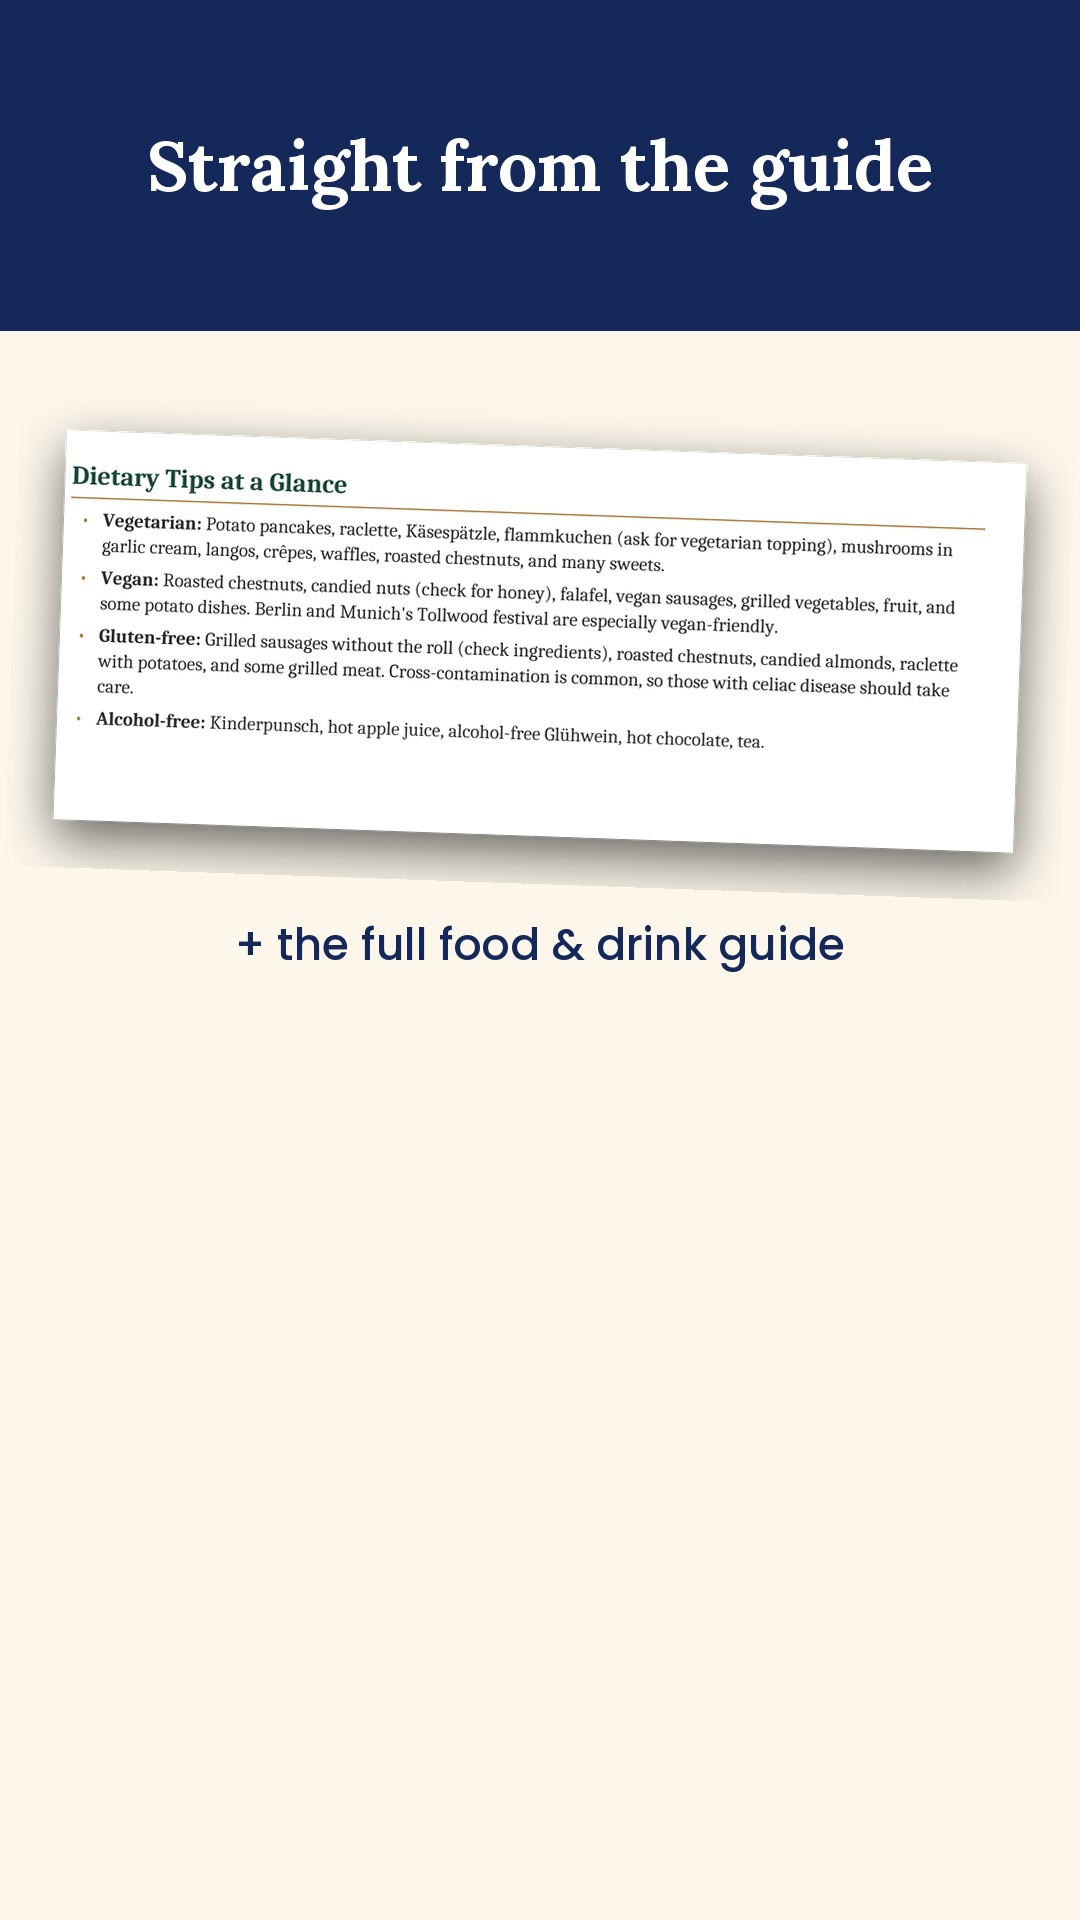 Straight from the guide
Dietary Tips at a Glance
• Vegetarian: Potato pancakes, raclette, Käsespätzle, flammkuchen (ask for vegetarian topping), mushrooms in
garlic cream, langos, crêpes, waffles, roasted chestnuts, and many sweets.
• Vegan: Roasted chestnuts, candied nuts (check for honey), falafel, vegan sausages, grilled vegetables, fruit, and
some potato dishes. Berlin and Munich's Tollwood festival are especially vegan-friendly.
• Gluten-free: Grilled sausages without the roll (check ingredients), roasted chestnuts, candied almonds, raclette
with potatoes, and some grilled meat. Cross-contamination is common, so those with celiac disease should take
care.
• Alcohol-free: Kinderpunsch, hot apple juice, alcohol-free Glühwein, hot chocolate, tea.
+ the full food & drink guide